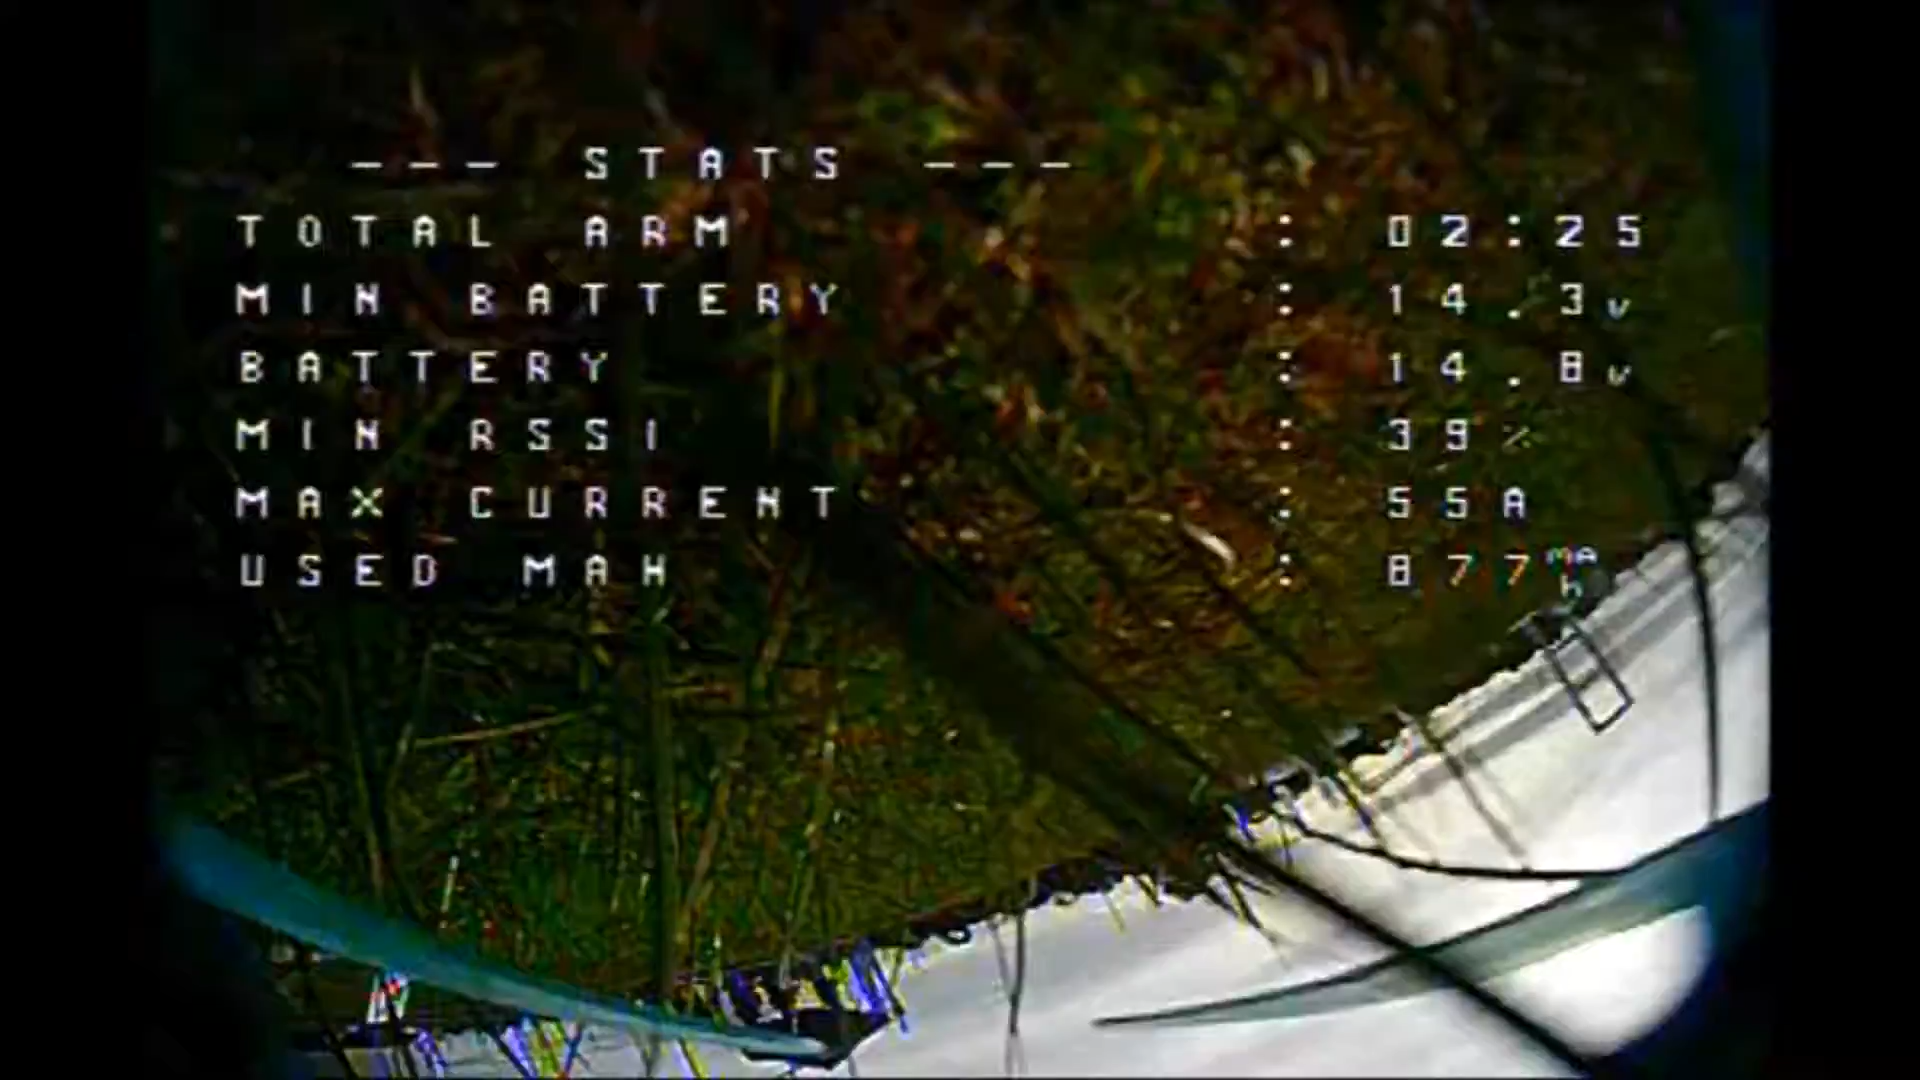 --- STATS ---
TOTAL ARM : 02:25
MIN BATTERY : 14.3v
BATTERY : 14.8v
MIN RSSI : 39%
MAX CURRENT : 55A
USED MAH : 877mAh